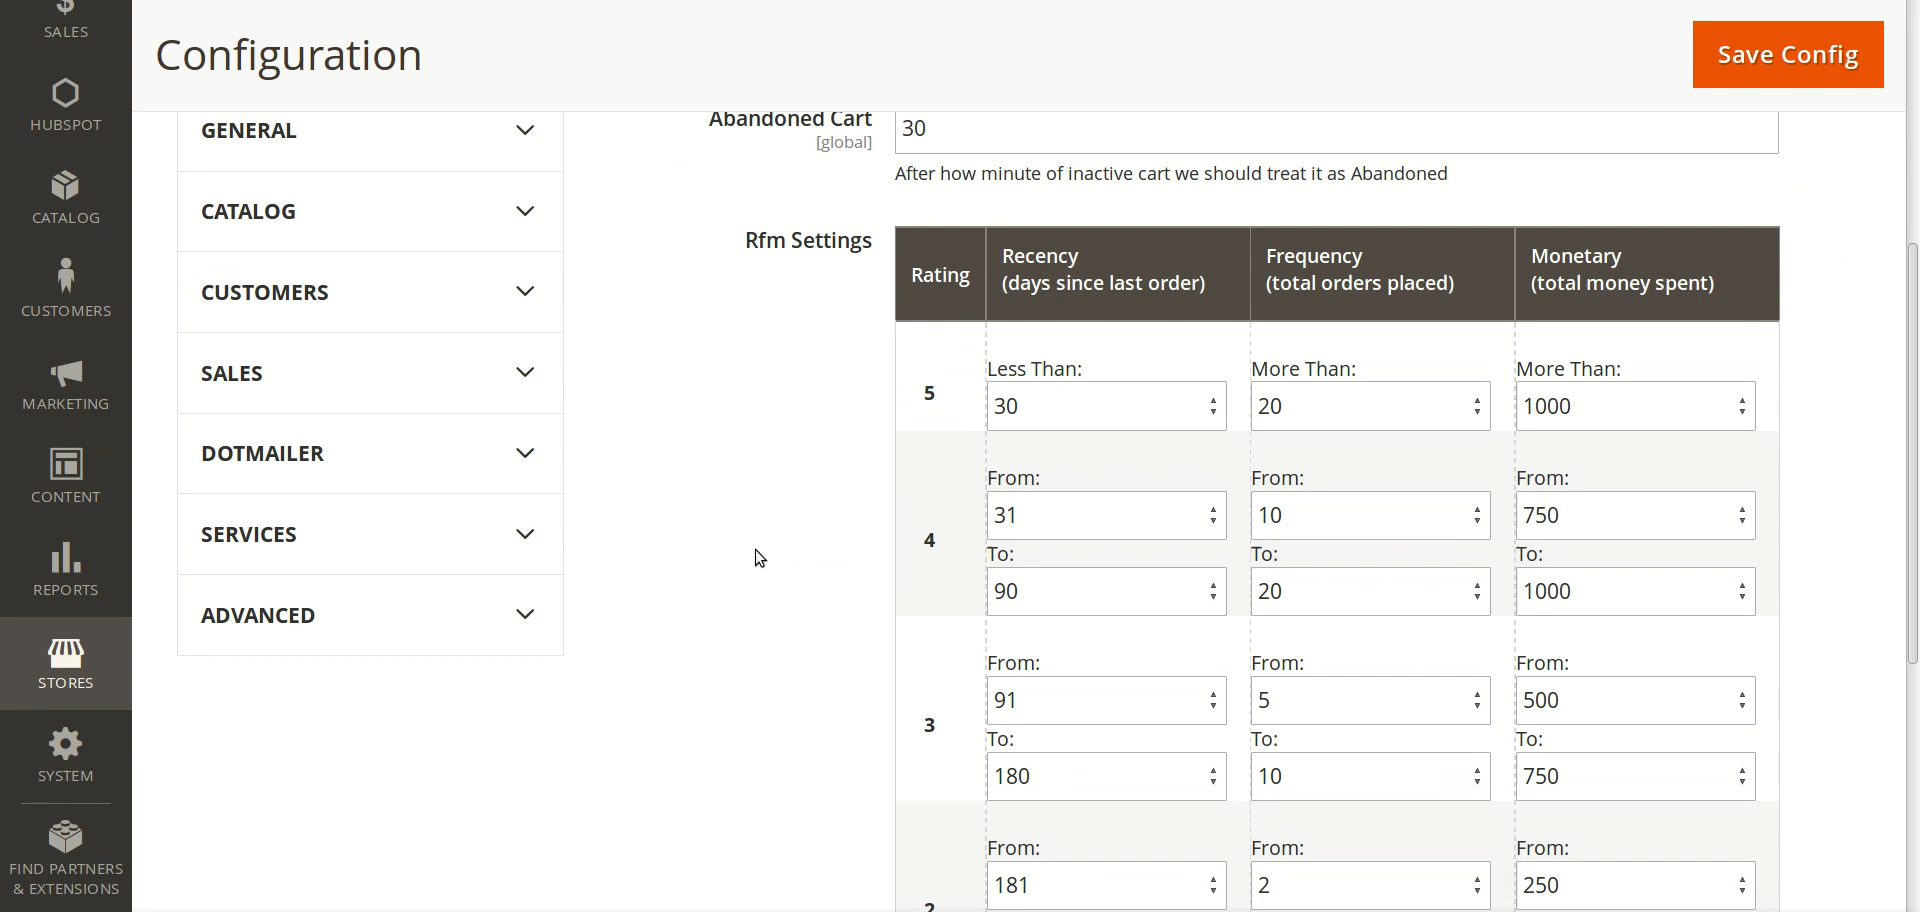 SALES
HUBSPOT
CATALOG
CUSTOMERS
MARKETING
CONTENT
REPORTS
STORES
SYSTEM
FIND PARTNERS
& EXTENSIONS
Configuration
Save Config
GENERAL
CATALOG
CUSTOMERS
SALES
DOTMAILER
SERVICES
ADVANCED
Abandoned Cart
[global]
30
After how minute of inactive cart we should treat it as Abandoned
Rfm Settings
Rating
Recency
(days since last order)
Frequency
(total orders placed)
Monetary
(total money spent)
5
Less Than:
30
More Than:
20
More Than:
1000
4
From:
31
To:
90
From:
10
To:
20
From:
750
To:
1000
3
From:
91
To:
180
From:
5
To:
10
From:
500
To:
750
2
From:
181
From:
2
From:
250